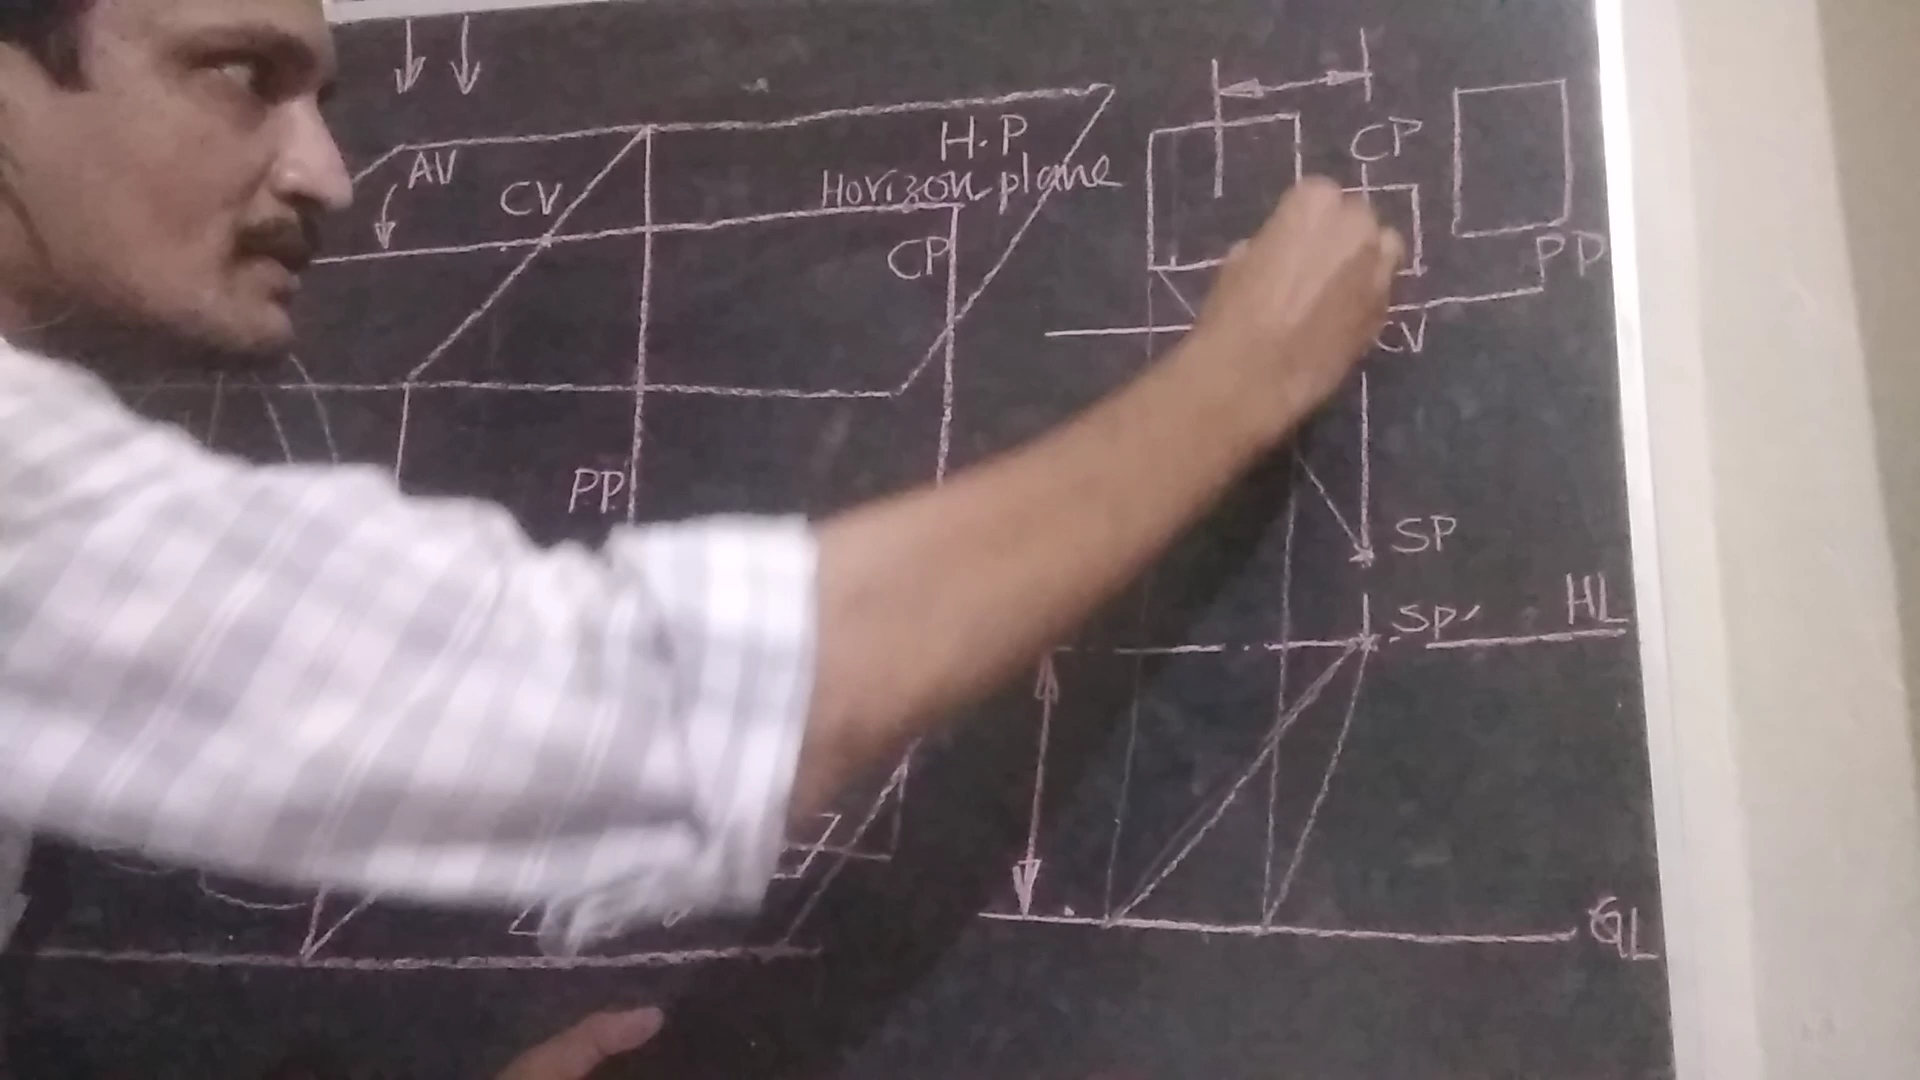 AV
CV
H.P
Horizon plane
CP
PP
CP
PP
CV
SP
SP'
HL
GL